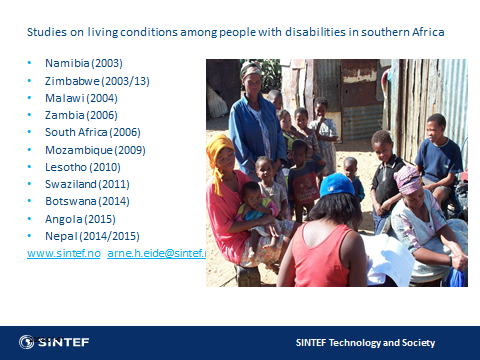 Studies on living conditions among people with disabilities in southern Africa
• Namibia (2003)
• Zimbabwe (2003/13)
• Malawi (2004)
• Zambia (2006)
• South Africa (2006)
• Mozambique (2009)
• Lesotho (2010)
• Swaziland (2011)
• Botswana (2014)
• Angola (2015)
• Nepal (2014/2015)
www.sintef.no arne.h.eide@sintef.
SINTEF SINTEF Technology and Society